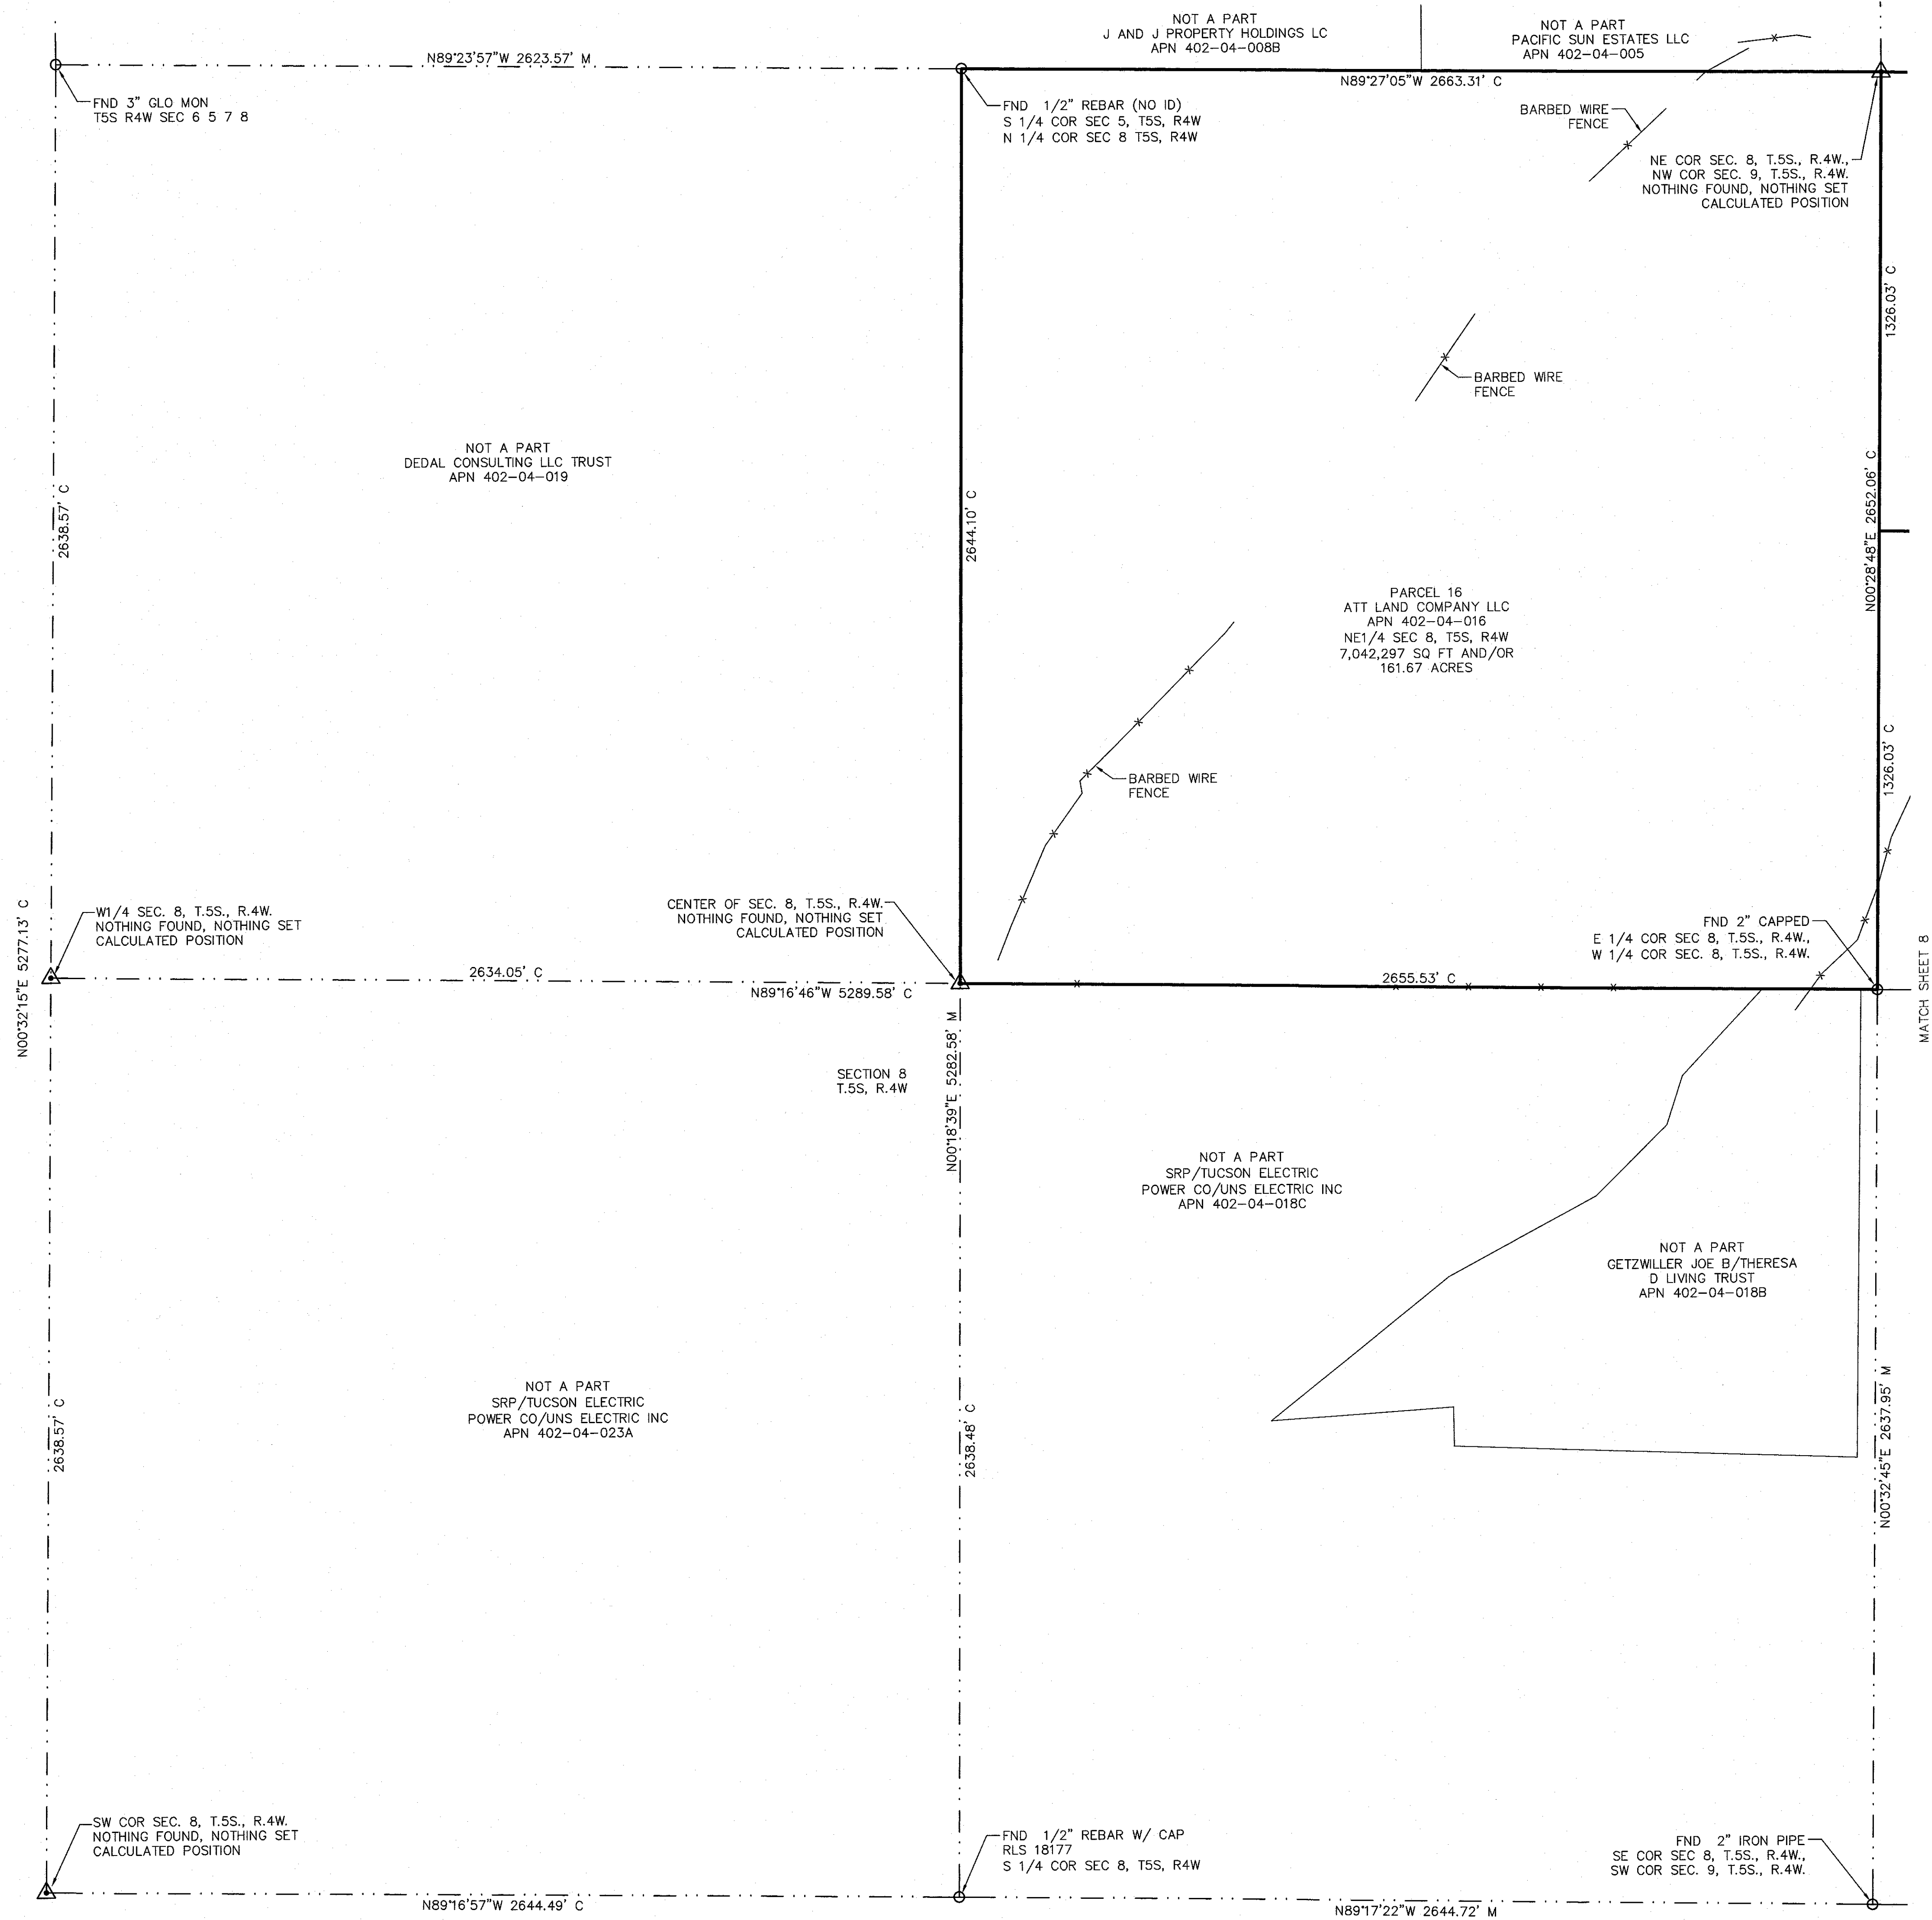 NOT A PART
J AND J PROPERTY HOLDINGS LC
APN 402-04-008B
NOT A PART
PACIFIC SUN ESTATES LLC
APN 402-04-005
N89°23'57"W 2623.57' M
N89°27'05"W 2663.31' C
FND 3" GLO MON
T5S R4W SEC 6 5 7 8
FND 1/2" REBAR (NO ID)
S 1/4 COR SEC 5, T5S, R4W
N 1/4 COR SEC 8 T5S, R4W
BARBED WIRE
FENCE
NE COR SEC. 8, T.5S., R.4W.,
NW COR SEC. 9, T.5S., R.4W.
NOTHING FOUND, NOTHING SET
CALCULATED POSITION
1326.03' C
BARBED WIRE
FENCE
NOT A PART
DEDAL CONSULTING LLC TRUST
APN 402-04-019
2638.57' C
2644.10' C
N00°28'48"E 2652.06' C
PARCEL 16
ATT LAND COMPANY LLC
APN 402-04-016
NE1/4 SEC 8, T5S, R4W
7,042,297 SQ FT AND/OR
161.67 ACRES
BARBED WIRE
FENCE
1326.03' C
W1/4 SEC. 8, T.5S., R.4W.
NOTHING FOUND, NOTHING SET
CALCULATED POSITION
CENTER OF SEC. 8, T.5S., R.4W.
NOTHING FOUND, NOTHING SET
CALCULATED POSITION
FND 2" CAPPED
E 1/4 COR SEC 8, T.5S., R.4W.,
W 1/4 COR SEC. 8, T.5S., R.4W.
N00°32'15"E 5277.13' C
MATCH SHEET 8
2634.05' C
N89°16'46"W 5289.58' C
2655.53' C
SECTION 8
T.5S, R.4W
N00°18'39"E 5282.58' M
NOT A PART
SRP/TUCSON ELECTRIC
POWER CO/UNS ELECTRIC INC
APN 402-04-018C
NOT A PART
GETZWILLER JOE B/THERESA
D LIVING TRUST
APN 402-04-018B
NOT A PART
SRP/TUCSON ELECTRIC
POWER CO/UNS ELECTRIC INC
APN 402-04-023A
2638.57' C
2638.48' C
N00°32'45"E 2637.95' M
SW COR SEC. 8, T.5S., R.4W.
NOTHING FOUND, NOTHING SET
CALCULATED POSITION
FND 1/2" REBAR W/ CAP
RLS 18177
S 1/4 COR SEC 8, T5S, R4W
FND 2" IRON PIPE
SE COR SEC 8, T.5S., R.4W.,
SW COR SEC. 9, T.5S., R.4W.
N89°16'57"W 2644.49' C
N89°17'22"W 2644.72' M